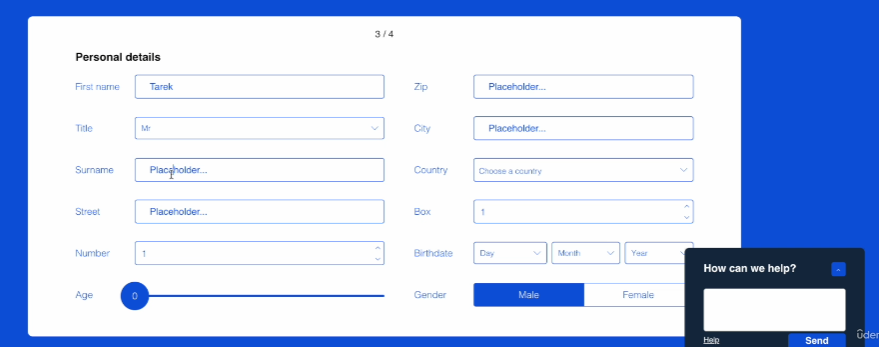 3 / 4
Personal details
First name
Tarek
Title
Mr
Surname
Placeholder...
Street
Placeholder...
Number
1
Age
0
Zip
Placeholder...
City
Placeholder...
Country
Choose a country
Box
1
Birthdate
Day
Month
Year
Gender
Male
Female
How can we help?
-
Help
Send